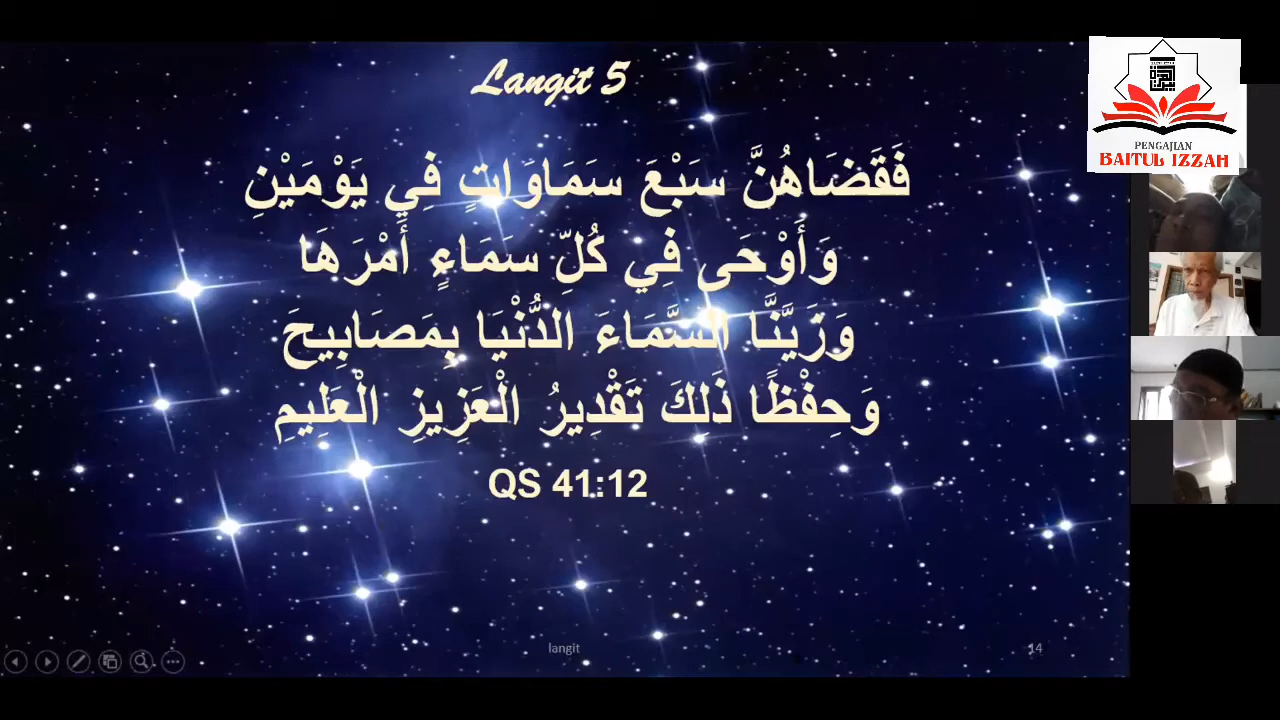 Langit 5
فَقَضَاهُنَّ سَبْعَ سَمَاوَاتٍ فِي يَوْمَيْنِ
وَأَوْحَى فِي كُلِّ سَمَاءٍ أَمْرَهَا
وَزَيَّنَّا السَّمَاءَ الدُّنْيَا بِمَصَابِيحَ
وَحِفْظًا ذَلِكَ تَقْدِيرُ الْعَزِيزِ الْعَلِيمِ
QS 41:12
langit
14
PENGAJIAN
BAITUL IZZAH